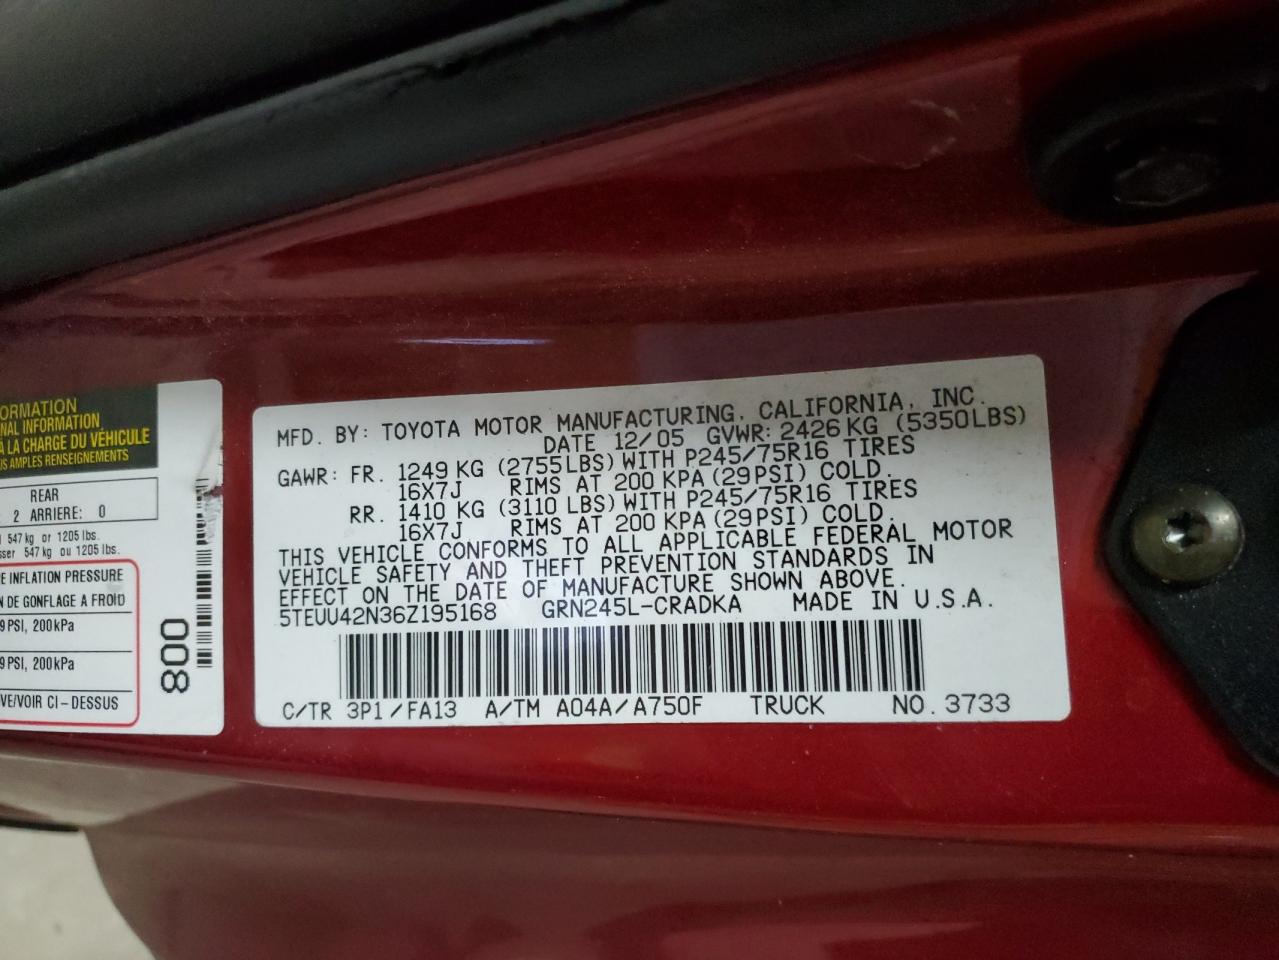 ORMATION
NAL INFORMATION
À LA CHARGE DU VÉHICULE
US AMPLES RENSEIGNEMENTS
REAR
2 ARRIERE: 0
547 kg or 1205 lbs.
sser 547 kg ou 1205 lbs.
E INFLATION PRESSURE
N DE GONFLAGE A FROID
9 PSI, 200 kPa
9 PSI, 200 kPa
VE/VOIR CI-DESSUS
800
MFD. BY: TOYOTA MOTOR MANUFACTURING, CALIFORNIA, INC.
DATE 12/05 GVWR: 2426 KG (5350LBS)
GAWR: FR. 1249 KG (2755LBS) WITH P245/75R16 TIRES
16X7J RIMS AT 200 KPA (29PSI) COLD.
RR. 1410 KG (3110 LBS) WITH P245/75R16 TIRES
16X7J RIMS AT 200 KPA (29PSI) COLD.
THIS VEHICLE CONFORMS TO ALL APPLICABLE FEDERAL MOTOR
VEHICLE SAFETY AND THEFT PREVENTION STANDARDS IN
EFFECT ON THE DATE OF MANUFACTURE SHOWN ABOVE.
5TEUU42N36Z195168 GRN245L-CRADKA MADE IN U.S.A.
C/TR 3P1/FA13 A/TM A04A/A750F TRUCK NO. 3733